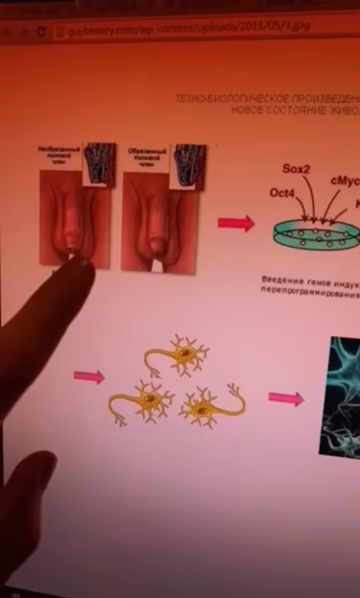 guybenary.com/wp-content/uploads/2015/05/1.jpg
ТЕХНО-БИОЛОГИЧЕСКОЕ ПРОИЗВЕДЕН
НОВОЕ СОСТОЯНИЕ ЖИВО
Необрезанный
половой
член
Обрезанный
половой
член
Sox2
cMyc
Oct4
K
Введение генов индук
перепрограммирования